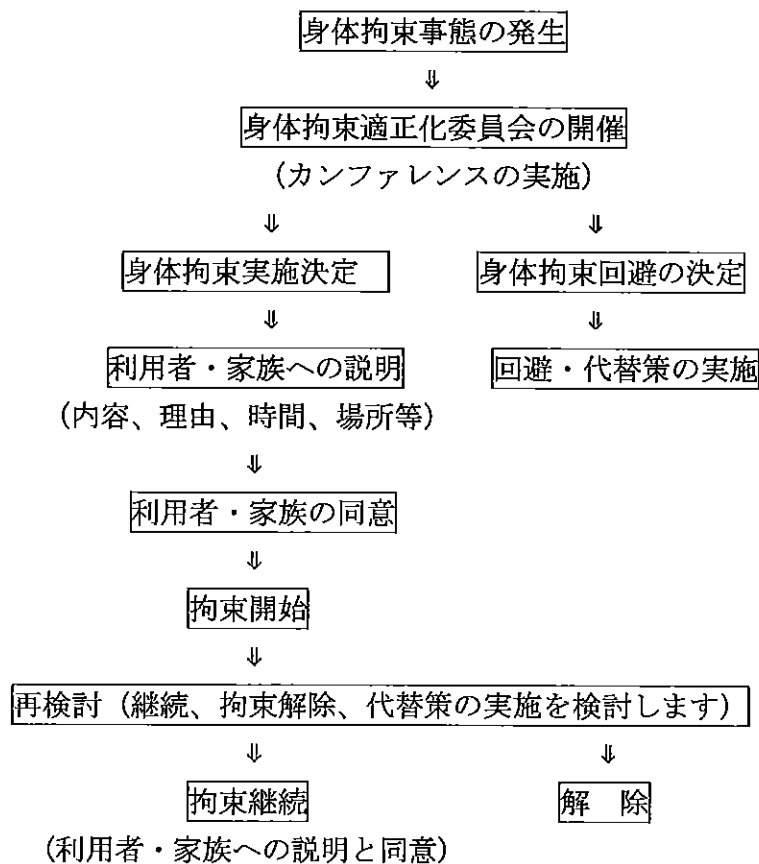 身体拘束事態の発生
⇓
身体拘束適正化委員会の開催
(カンファレンスの実施)
⇓ ⇓
身体拘束実施決定 身体拘束回避の決定
⇓ ⇓
利用者・家族への説明 回避・代替策の実施
(内容、理由、時間、場所等)
⇓
利用者・家族の同意
⇓
拘束開始
⇓
再検討（継続、拘束解除、代替策の実施を検討します）
⇓ ⇓
拘束継続 解　除
(利用者・家族への説明と同意)